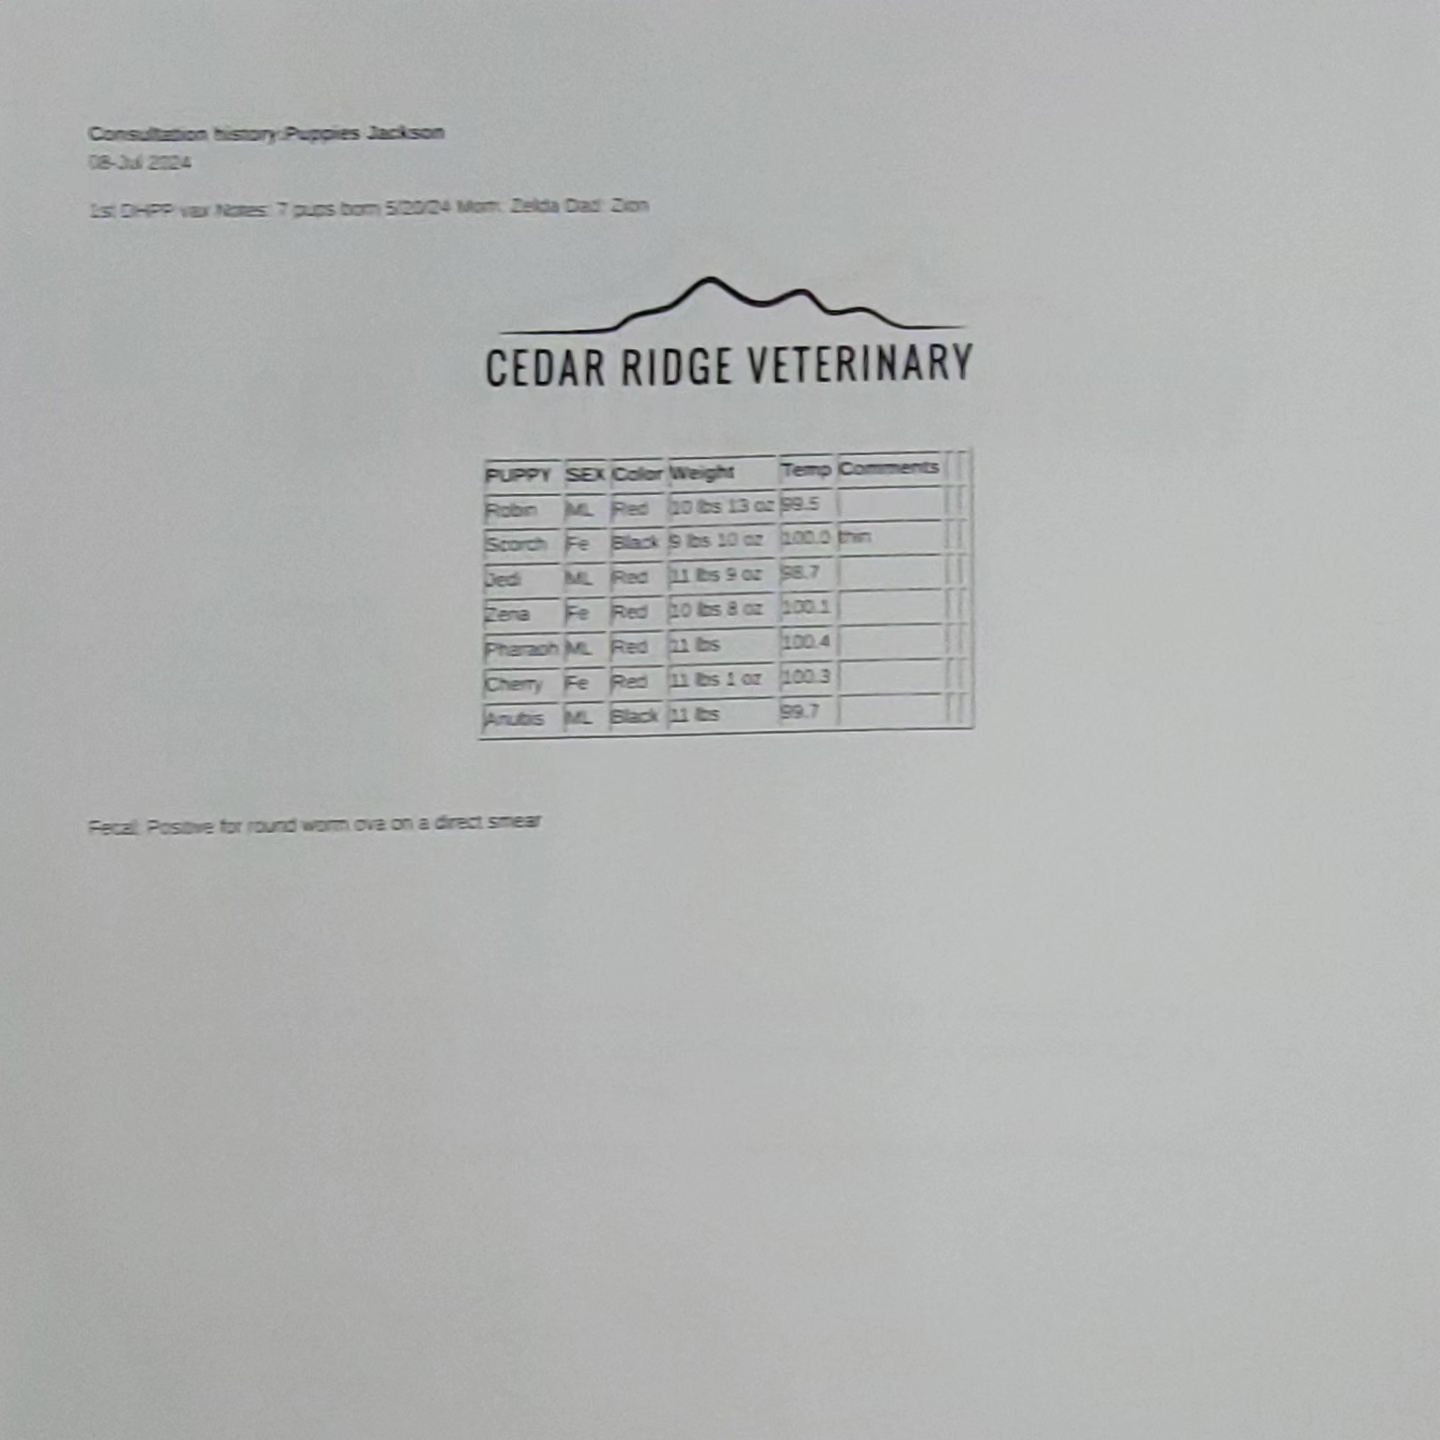 Consultation history:Puppies Jackson
08-Jul 2024
1st DHPP vax Notes: 7 pups born 5/20/24 Mom: Zelda Dad: Zion
CEDAR RIDGE VETERINARY
PUPPY SEX Color Weight Temp Comments
Robin ML Red 10 lbs 13 oz 99.5
Scorch Fe Black 9 lbs 10 oz 100.0 thin
Jedi ML Red 11 lbs 9 oz 98.7
Zena Fe Red 10 lbs 8 oz 100.1
Pharaoh ML Red 11 lbs 100.4
Cherry Fe Red 11 lbs 1 oz 100.3
Anubis ML Black 11 lbs 99.7
Fecal: Positive for round worm ova on a direct smear